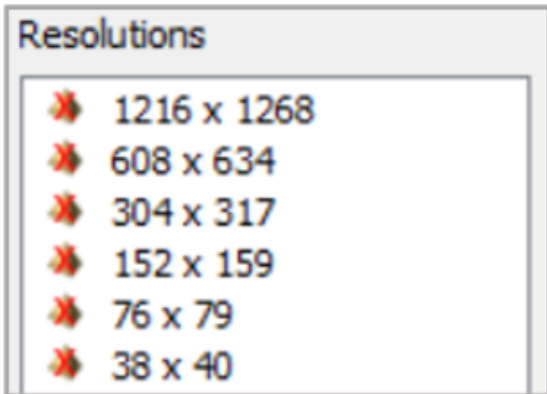 Resolutions
1216 x 1268
608 x 634
304 x 317
152 x 159
76 x 79
38 x 40